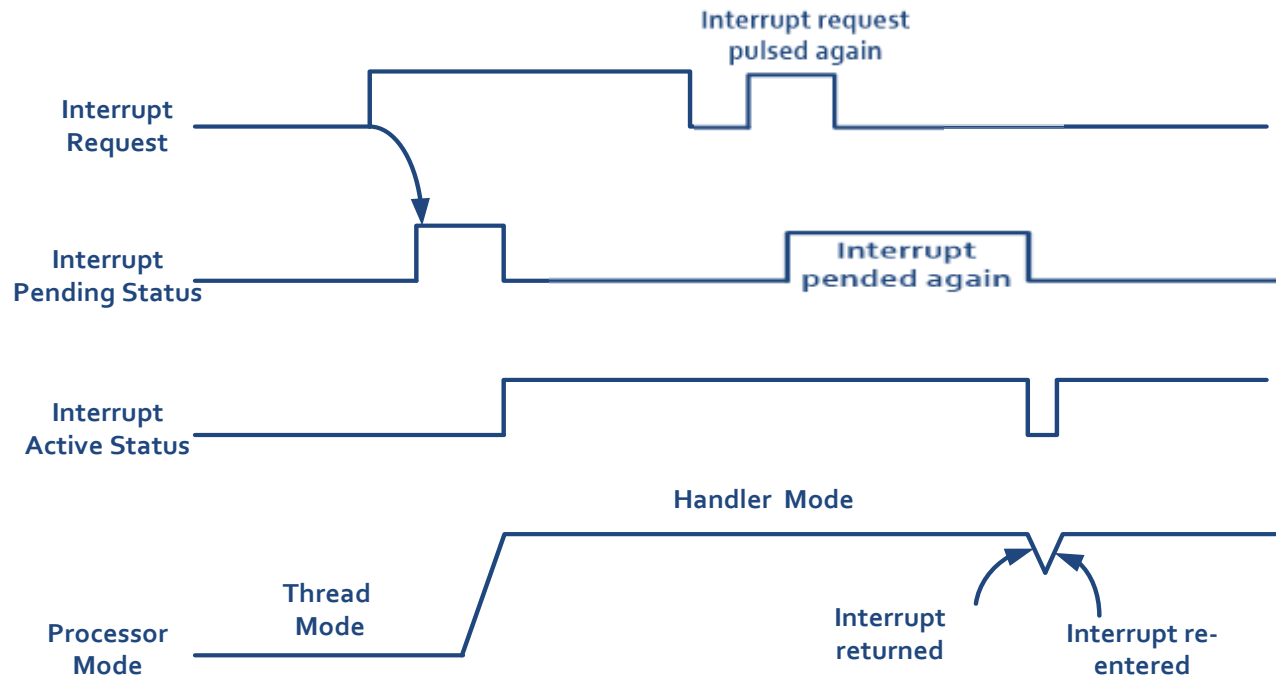 Interrupt request
pulsed again
Interrupt
Request
Interrupt
Pending Status
Interrupt
pended again
Interrupt
Active Status
Handler Mode
Thread
Mode
Processor
Mode
Interrupt
returned
Interrupt re-
entered